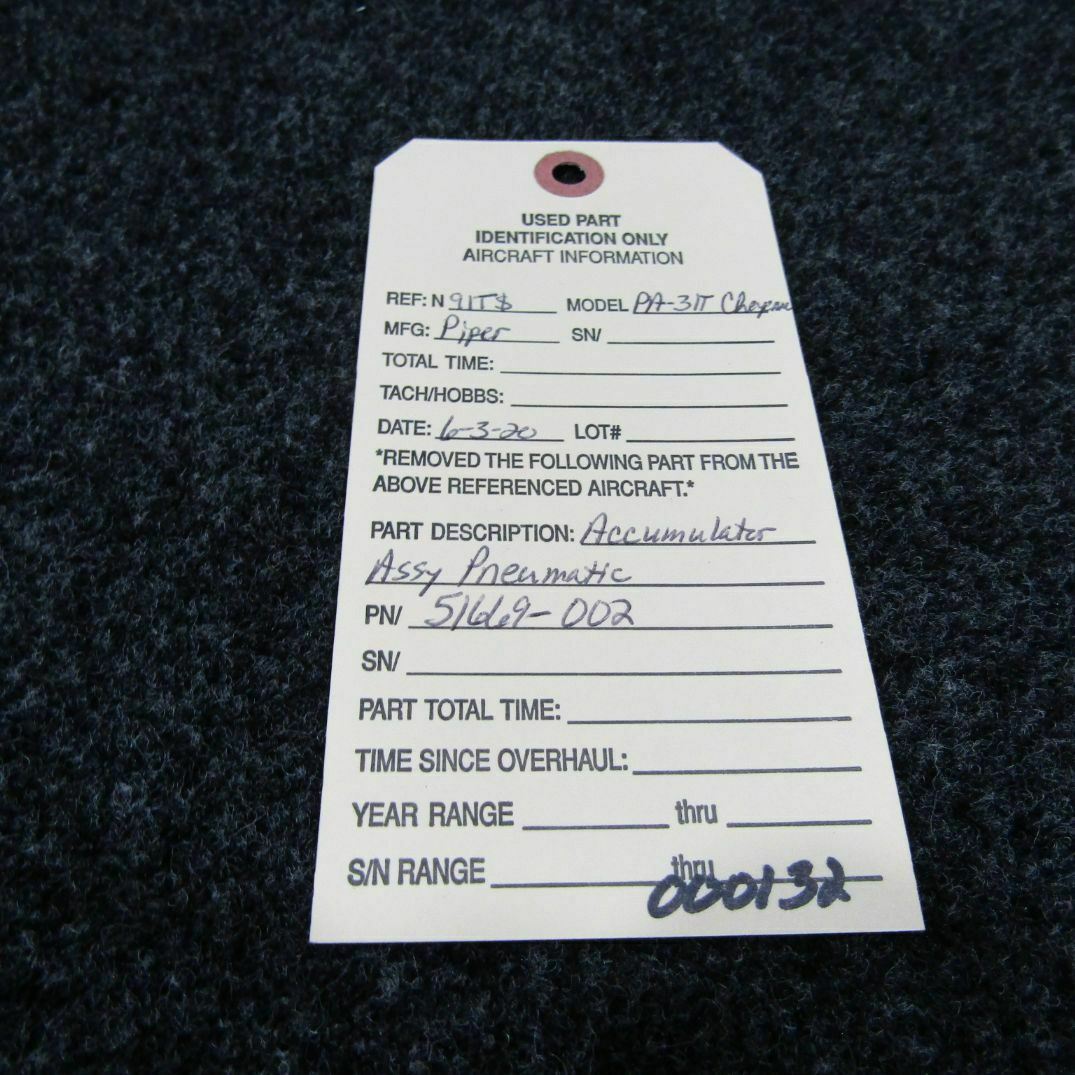 USED PART
IDENTIFICATION ONLY
AIRCRAFT INFORMATION
REF: N 91TS MODEL PA-31T Cheyenne
MFG: Piper SN/
TOTAL TIME:
TACH/HOBBS:
DATE: 6-3-20 LOT#
*REMOVED THE FOLLOWING PART FROM THE
ABOVE REFERENCED AIRCRAFT.*
PART DESCRIPTION: Accumulator
Assy Pneumatic
PN/ 51669-002
SN/
PART TOTAL TIME:
TIME SINCE OVERHAUL:
YEAR RANGE thru
S/N RANGE thru
000132